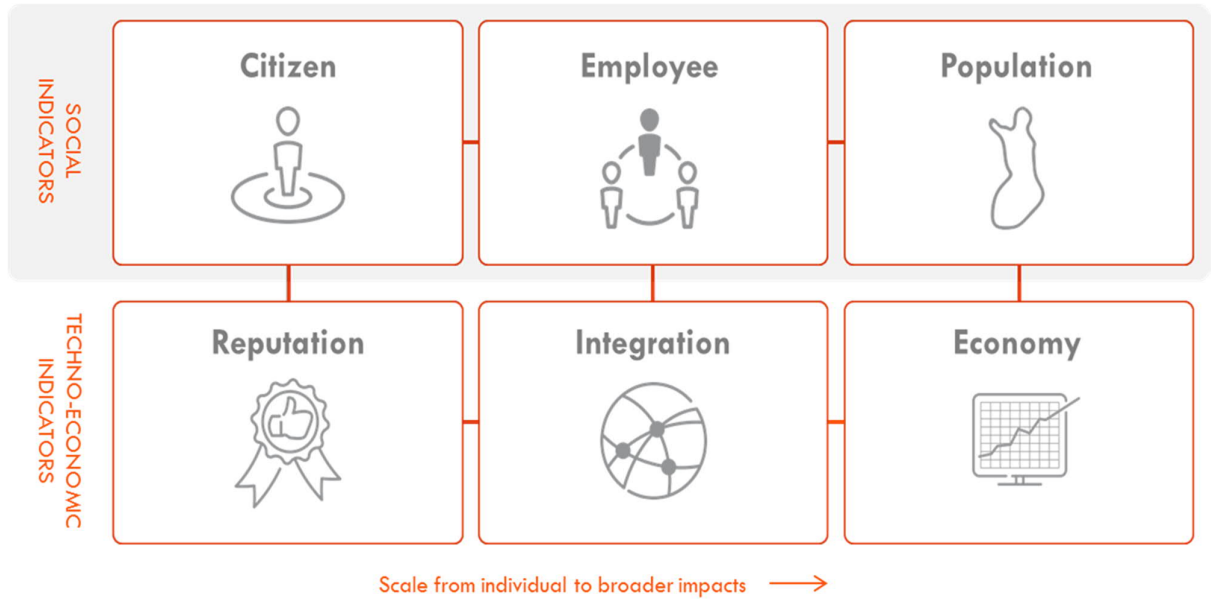 SOCIAL
INDICATORS
Citizen
Employee
Population
TECHNO-ECONOMIC
INDICATORS
Reputation
Integration
Economy
Scale from individual to broader impacts